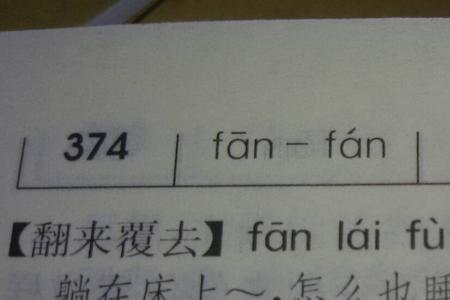 374 fān – fán
【翻来覆去】 fān lái fù
躺在床上～，怎么也睡